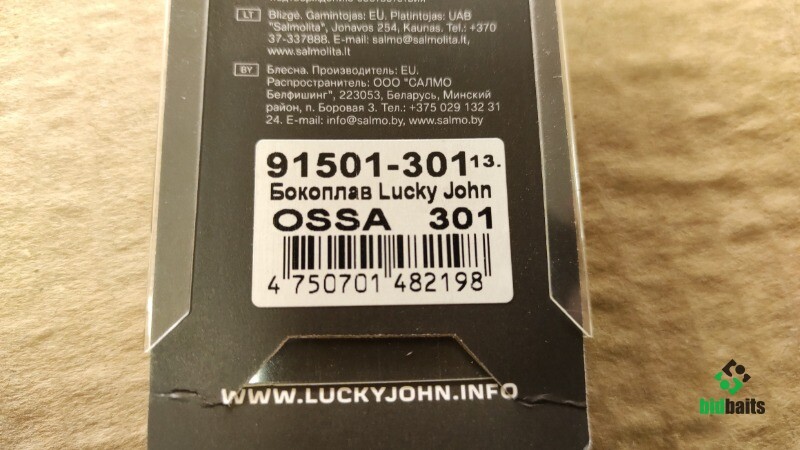 LT Blizgė. Gamintojas: EU. Platintojas: UAB
"Salmolita", Jonavos 254, Kaunas. Tel.: +370
37-337888. E-mail: salmo@salmolita.lt,
www.salmolita.lt
BY Блесна. Производитель: EU.
Распространитель: ООО "САЛМО
Белфишинг", 223053, Беларусь, Минский
район, п. Боровая 3. Тел.: +375 029 132 31
24. E-mail: info@salmo.by, www.salmo.by
91501-301 13.
Бокоплав Lucky John
OSSA 301
4 750701 482198
WWW.LUCKYJOHN.INFO
bidbaits